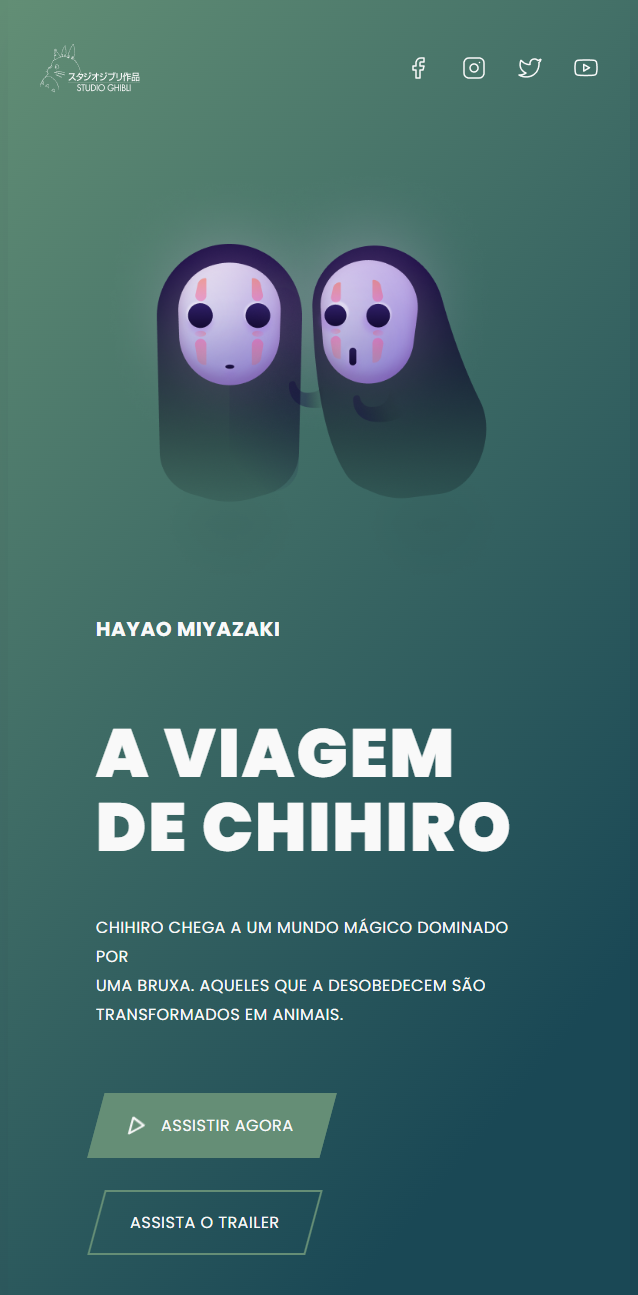 スタジオジブリ作品
STUDIO GHIBLI
HAYAO MIYAZAKI
A VIAGEM
DE CHIHIRO
CHIHIRO CHEGA A UM MUNDO MÁGICO DOMINADO
POR
UMA BRUXA. AQUELES QUE A DESOBEDECEM SÃO
TRANSFORMADOS EM ANIMAIS.
ASSISTIR AGORA
ASSISTA O TRAILER